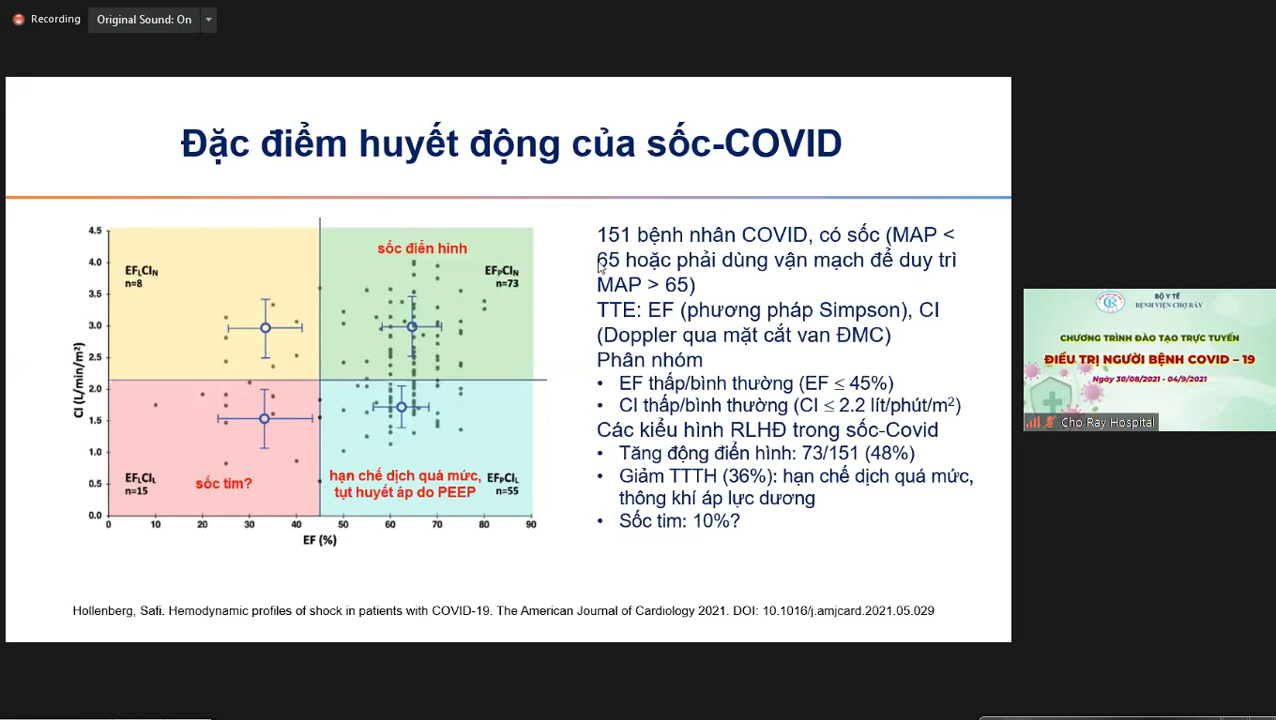 Recording
Original Sound: On
Đặc điểm huyết động của sốc-COVID
4.5
4.0
3.5
3.0
2.5
2.0
1.5
1.0
0.5
0.0
CI (L/min/m²)
0 10 20 30 40 50 60 70 80 90
EF (%)
EFLCIN
n=8
sốc điển hình
EFPCIN
n=73
EFLCIL
n=15
sốc tim?
hạn chế dịch quá mức,
tụt huyết áp do PEEP
EFPCIL
n=55
151 bệnh nhân COVID, có sốc (MAP <
65 hoặc phải dùng vận mạch để duy trì
MAP > 65)
TTE: EF (phương pháp Simpson), CI
(Doppler qua mặt cắt van ĐMC)
Phân nhóm
• EF thấp/bình thường (EF ≤ 45%)
• CI thấp/bình thường (CI ≤ 2.2 lít/phút/m²)
Các kiểu hình RLHĐ trong sốc-Covid
• Tăng động điển hình: 73/151 (48%)
• Giảm TTTH (36%): hạn chế dịch quá mức,
thông khí áp lực dương
• Sốc tim: 10%?
Hollenberg, Safi. Hemodynamic profiles of shock in patients with COVID-19. The American Journal of Cardiology 2021. DOI: 10.1016/j.amjcard.2021.05.029
BỘ Y TẾ
BỆNH VIỆN CHỢ RẪY
CHƯƠNG TRÌNH ĐÀO TẠO TRỰC TUYẾN
ĐIỀU TRỊ NGƯỜI BỆNH COVID – 19
Ngày 30/08/2021 - 04/9/2021
Cho Ray Hospital